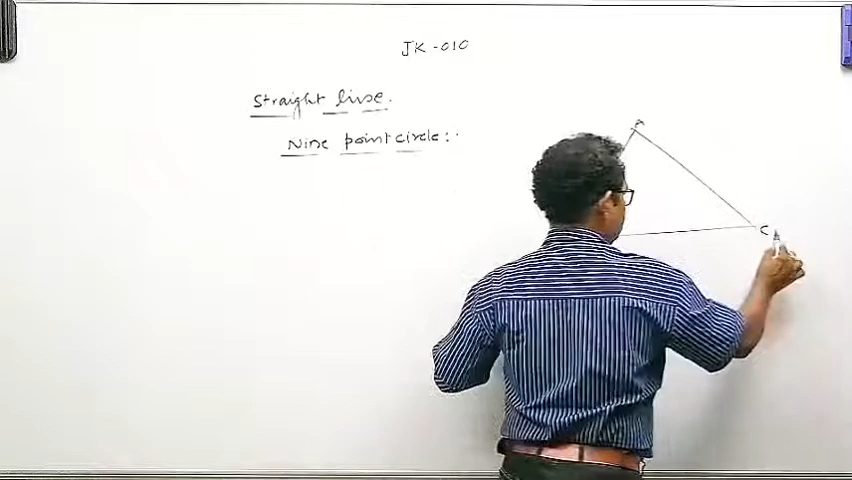 JK-010
Straight line.
Nine point circle:.
A
C